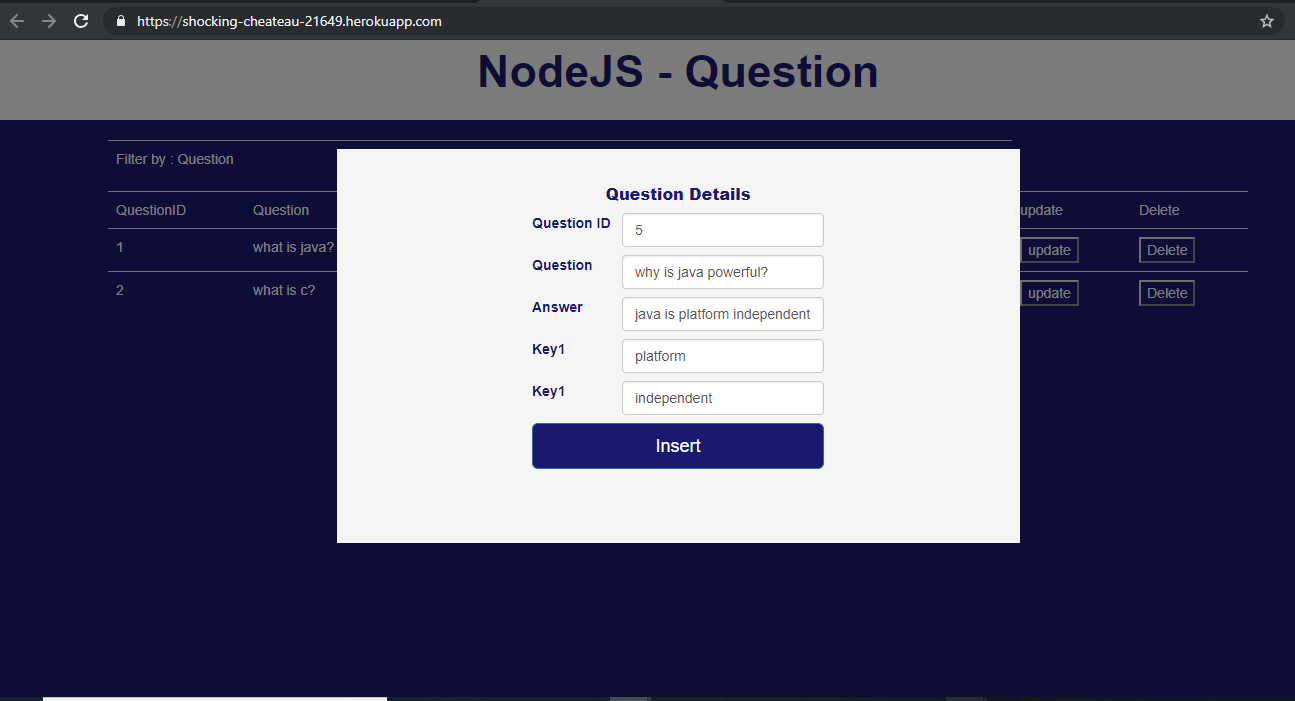 https://shocking-cheateau-21649.herokuapp.com
NodeJS - Question
Filter by : Question
QuestionID Question update Delete
1 what is java? update Delete
2 what is c? update Delete
Question Details
Question ID 5
Question why is java powerful?
Answer java is platform independent
Key1 platform
Key1 independent
Insert